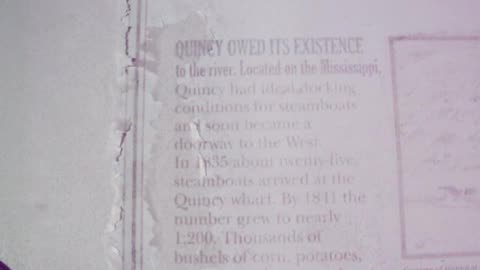 QUINCY OWED ITS EXISTENCE
to the river. Located on the Mississippi,
Quincy had ideal docking
conditions for steamboats
and soon became a
doorway to the West.
In 1835 about twenty-five
steamboats arrived at the
Quincy wharf. By 1841 the
number grew to nearly
1,200. Thousands of
bushels of corn, potatoes,